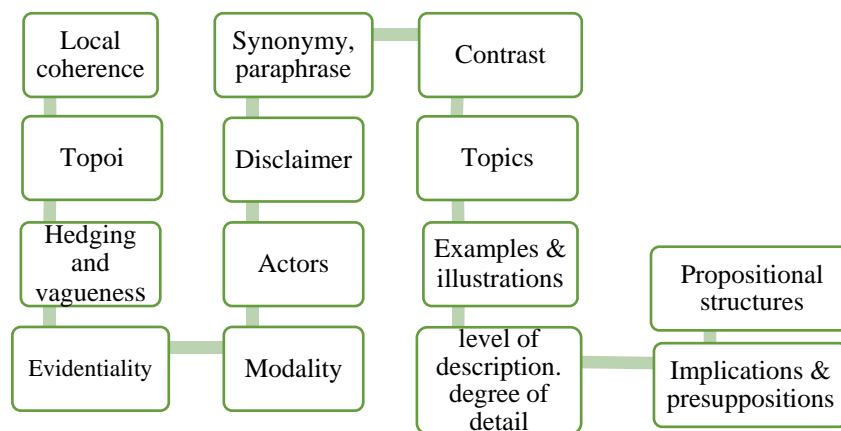 Local
coherence
Topoi
Hedging
and
vagueness
Evidentiality
Modality
Actors
Disclaimer
Synonymy,
paraphrase
Contrast
Topics
Examples &
illustrations
level of
description.
degree of
detail
Implications &
presuppositions
Propositional
structures